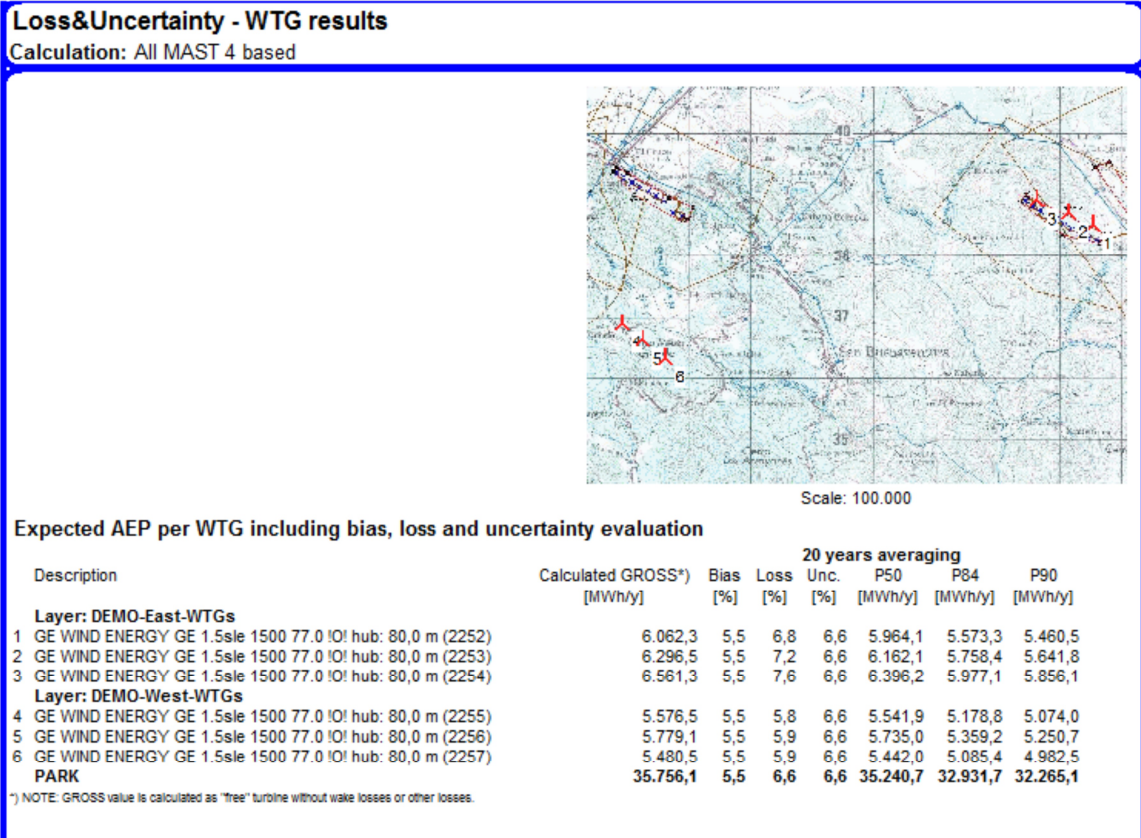 Loss&Uncertainty - WTG results
Calculation: All MAST 4 based
40
3
2
1
38
37
4
5
6
San Buenaventura
35
Scale: 100.000
Expected AEP per WTG including bias, loss and uncertainty evaluation
20 years averaging
Description Calculated GROSS*) Bias Loss Unc. P50 P84 P90
[MWh/y] [%] [%] [%] [MWh/y] [MWh/y] [MWh/y]
Layer: DEMO-East-WTGs
1 GE WIND ENERGY GE 1.5sle 1500 77.0 !O! hub: 80,0 m (2252) 6.062,3 5,5 6,8 6,6 5.964,1 5.573,3 5.460,5
2 GE WIND ENERGY GE 1.5sle 1500 77.0 !O! hub: 80,0 m (2253) 6.296,5 5,5 7,2 6,6 6.162,1 5.758,4 5.641,8
3 GE WIND ENERGY GE 1.5sle 1500 77.0 !O! hub: 80,0 m (2254) 6.561,3 5,5 7,6 6,6 6.396,2 5.977,1 5.856,1
Layer: DEMO-West-WTGs
4 GE WIND ENERGY GE 1.5sle 1500 77.0 !O! hub: 80,0 m (2255) 5.576,5 5,5 5,8 6,6 5.541,9 5.178,8 5.074,0
5 GE WIND ENERGY GE 1.5sle 1500 77.0 !O! hub: 80,0 m (2256) 5.779,1 5,5 5,9 6,6 5.735,0 5.359,2 5.250,7
6 GE WIND ENERGY GE 1.5sle 1500 77.0 !O! hub: 80,0 m (2257) 5.480,5 5,5 5,9 6,6 5.442,0 5.085,4 4.982,5
PARK 35.756,1 5,5 6,6 6,6 35.240,7 32.931,7 32.265,1
*) NOTE: GROSS value is calculated as "free" turbine without wake losses or other losses.